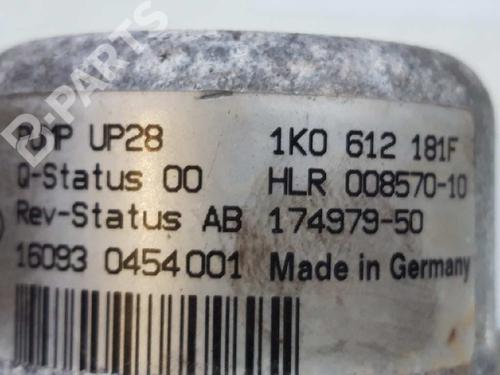 B-PARTS
PUMP UP28 1K0 612 181F
Q-Status 00 HLR 008570-10
Rev-Status AB 174979-50
16093 0454001 Made in Germany